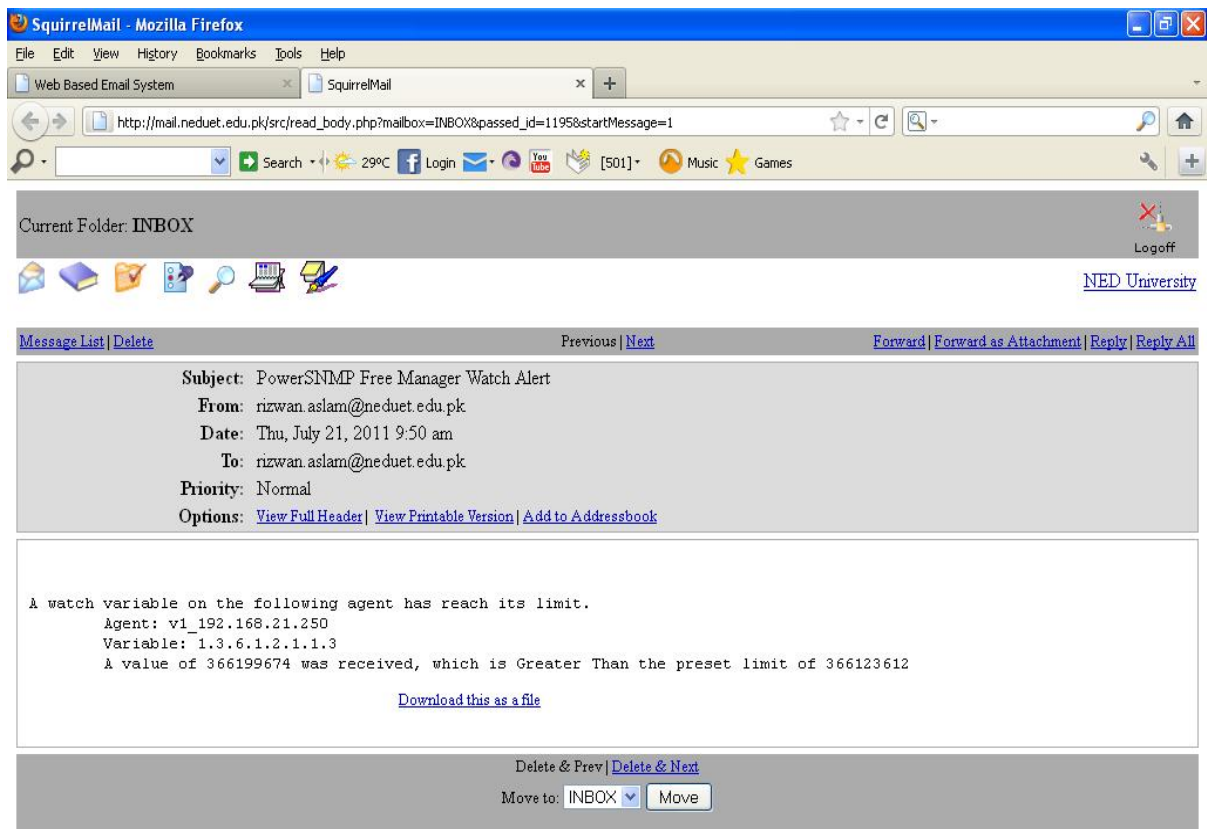 SquirrelMail - Mozilla Firefox
File Edit View History Bookmarks Tools Help
Web Based Email System SquirrelMail
http://mail.neduet.edu.pk/src/read_body.php?mailbox=INBOX&passed_id=1195&startMessage=1
Search 29ºC Login You Tube [501] Music Games
Current Folder: INBOX
Logoff
NED University
Message List | Delete Previous | Next Forward | Forward as Attachment | Reply | Reply All
Subject: PowerSNMP Free Manager Watch Alert
From: rizwan.aslam@neduet.edu.pk
Date: Thu, July 21, 2011 9:50 am
To: rizwan.aslam@neduet.edu.pk
Priority: Normal
Options: View Full Header | View Printable Version | Add to Addressbook
A watch variable on the following agent has reach its limit.
Agent: v1_192.168.21.250
Variable: 1.3.6.1.2.1.1.3
A value of 366199674 was received, which is Greater Than the preset limit of 366123612
Download this as a file
Delete & Prev | Delete & Next
Move to: INBOX Move